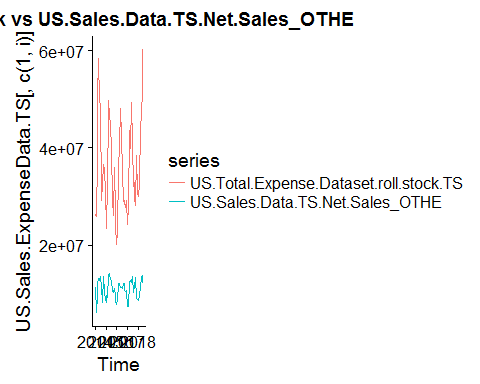 k vs US.Sales.Data.TS.Net.Sales_OTHE
US.Sales.ExpenseData.TS[, c(1, i)]
6e+07
4e+07
2e+07
series
US.Total.Expense.Dataset.roll.stock.TS
US.Sales.Data.TS.Net.Sales_OTHE
Time